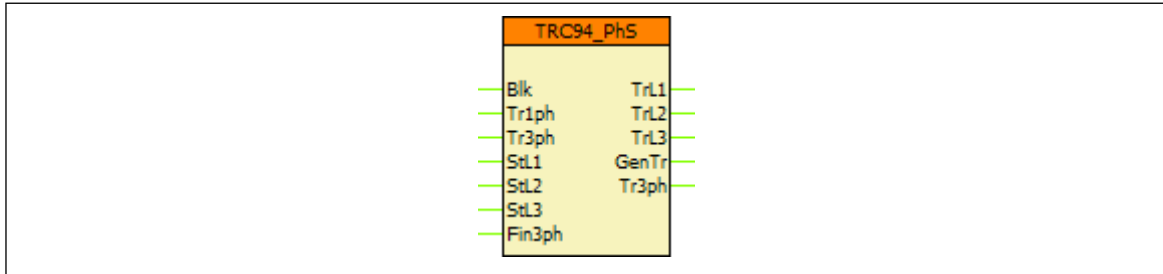 TRC94_PhS
Blk TrL1
Tr1ph TrL2
Tr3ph TrL3
StL1 GenTr
StL2 Tr3ph
StL3
Fin3ph